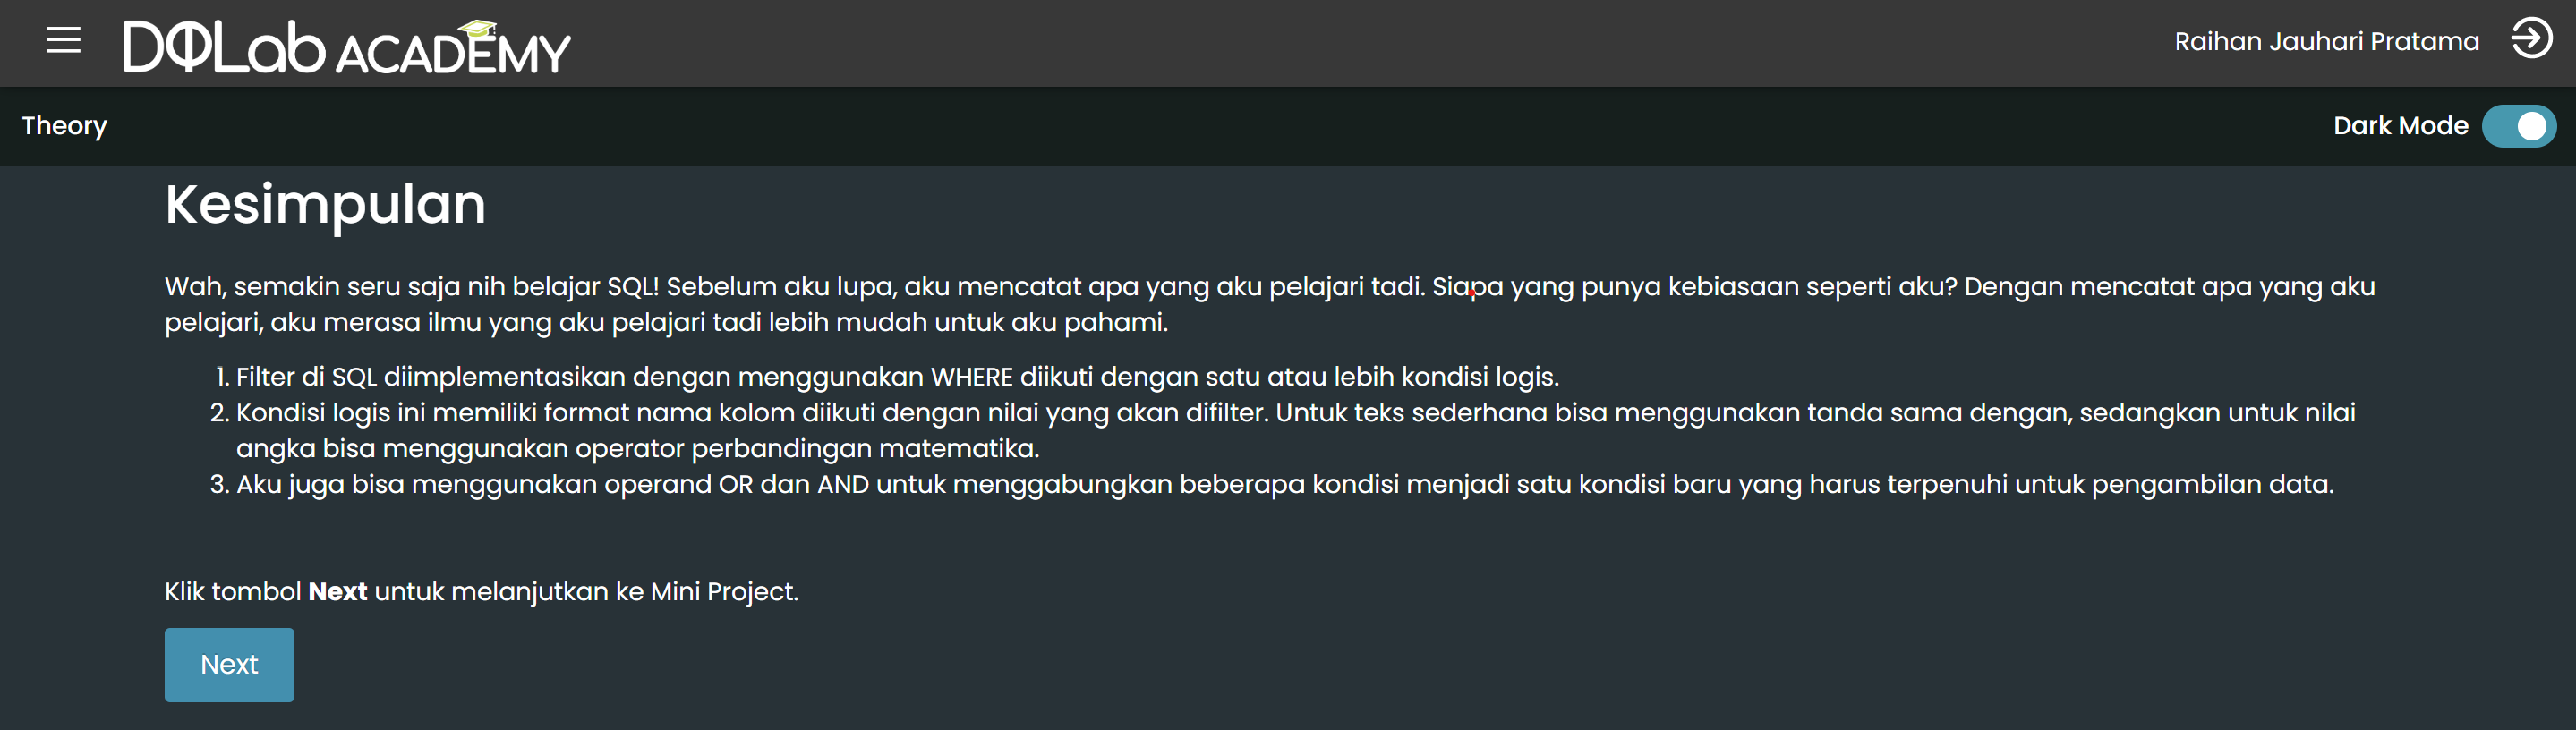 DQLab ACADEMY
Raihan Jauhari Pratama
Theory
Dark Mode
Kesimpulan
Wah, semakin seru saja nih belajar SQL! Sebelum aku lupa, aku mencatat apa yang aku pelajari tadi. Siapa yang punya kebiasaan seperti aku? Dengan mencatat apa yang aku
pelajari, aku merasa ilmu yang aku pelajari tadi lebih mudah untuk aku pahami.
1. Filter di SQL diimplementasikan dengan menggunakan WHERE diikuti dengan satu atau lebih kondisi logis.
2. Kondisi logis ini memiliki format nama kolom diikuti dengan nilai yang akan difilter. Untuk teks sederhana bisa menggunakan tanda sama dengan, sedangkan untuk nilai
angka bisa menggunakan operator perbandingan matematika.
3. Aku juga bisa menggunakan operand OR dan AND untuk menggabungkan beberapa kondisi menjadi satu kondisi baru yang harus terpenuhi untuk pengambilan data.
Klik tombol Next untuk melanjutkan ke Mini Project.
Next